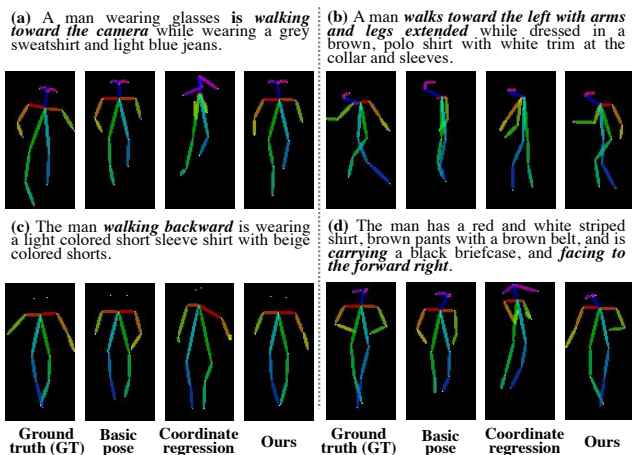 (a) A man wearing glasses is walking
toward the camera while wearing a grey
sweatshirt and light blue jeans.
(b) A man walks toward the left with arms
and legs extended while dressed in a
brown, polo shirt with white trim at the
collar and sleeves.
(c) The man walking backward is wearing
a light colored short sleeve shirt with beige
colored shorts.
(d) The man has a red and white striped
shirt, brown pants with a brown belt, and is
carrying a black briefcase, and facing to
the forward right.
Ground truth (GT)
Basic pose
Coordinate regression
Ours
Ground truth (GT)
Basic pose
Coordinate regression
Ours